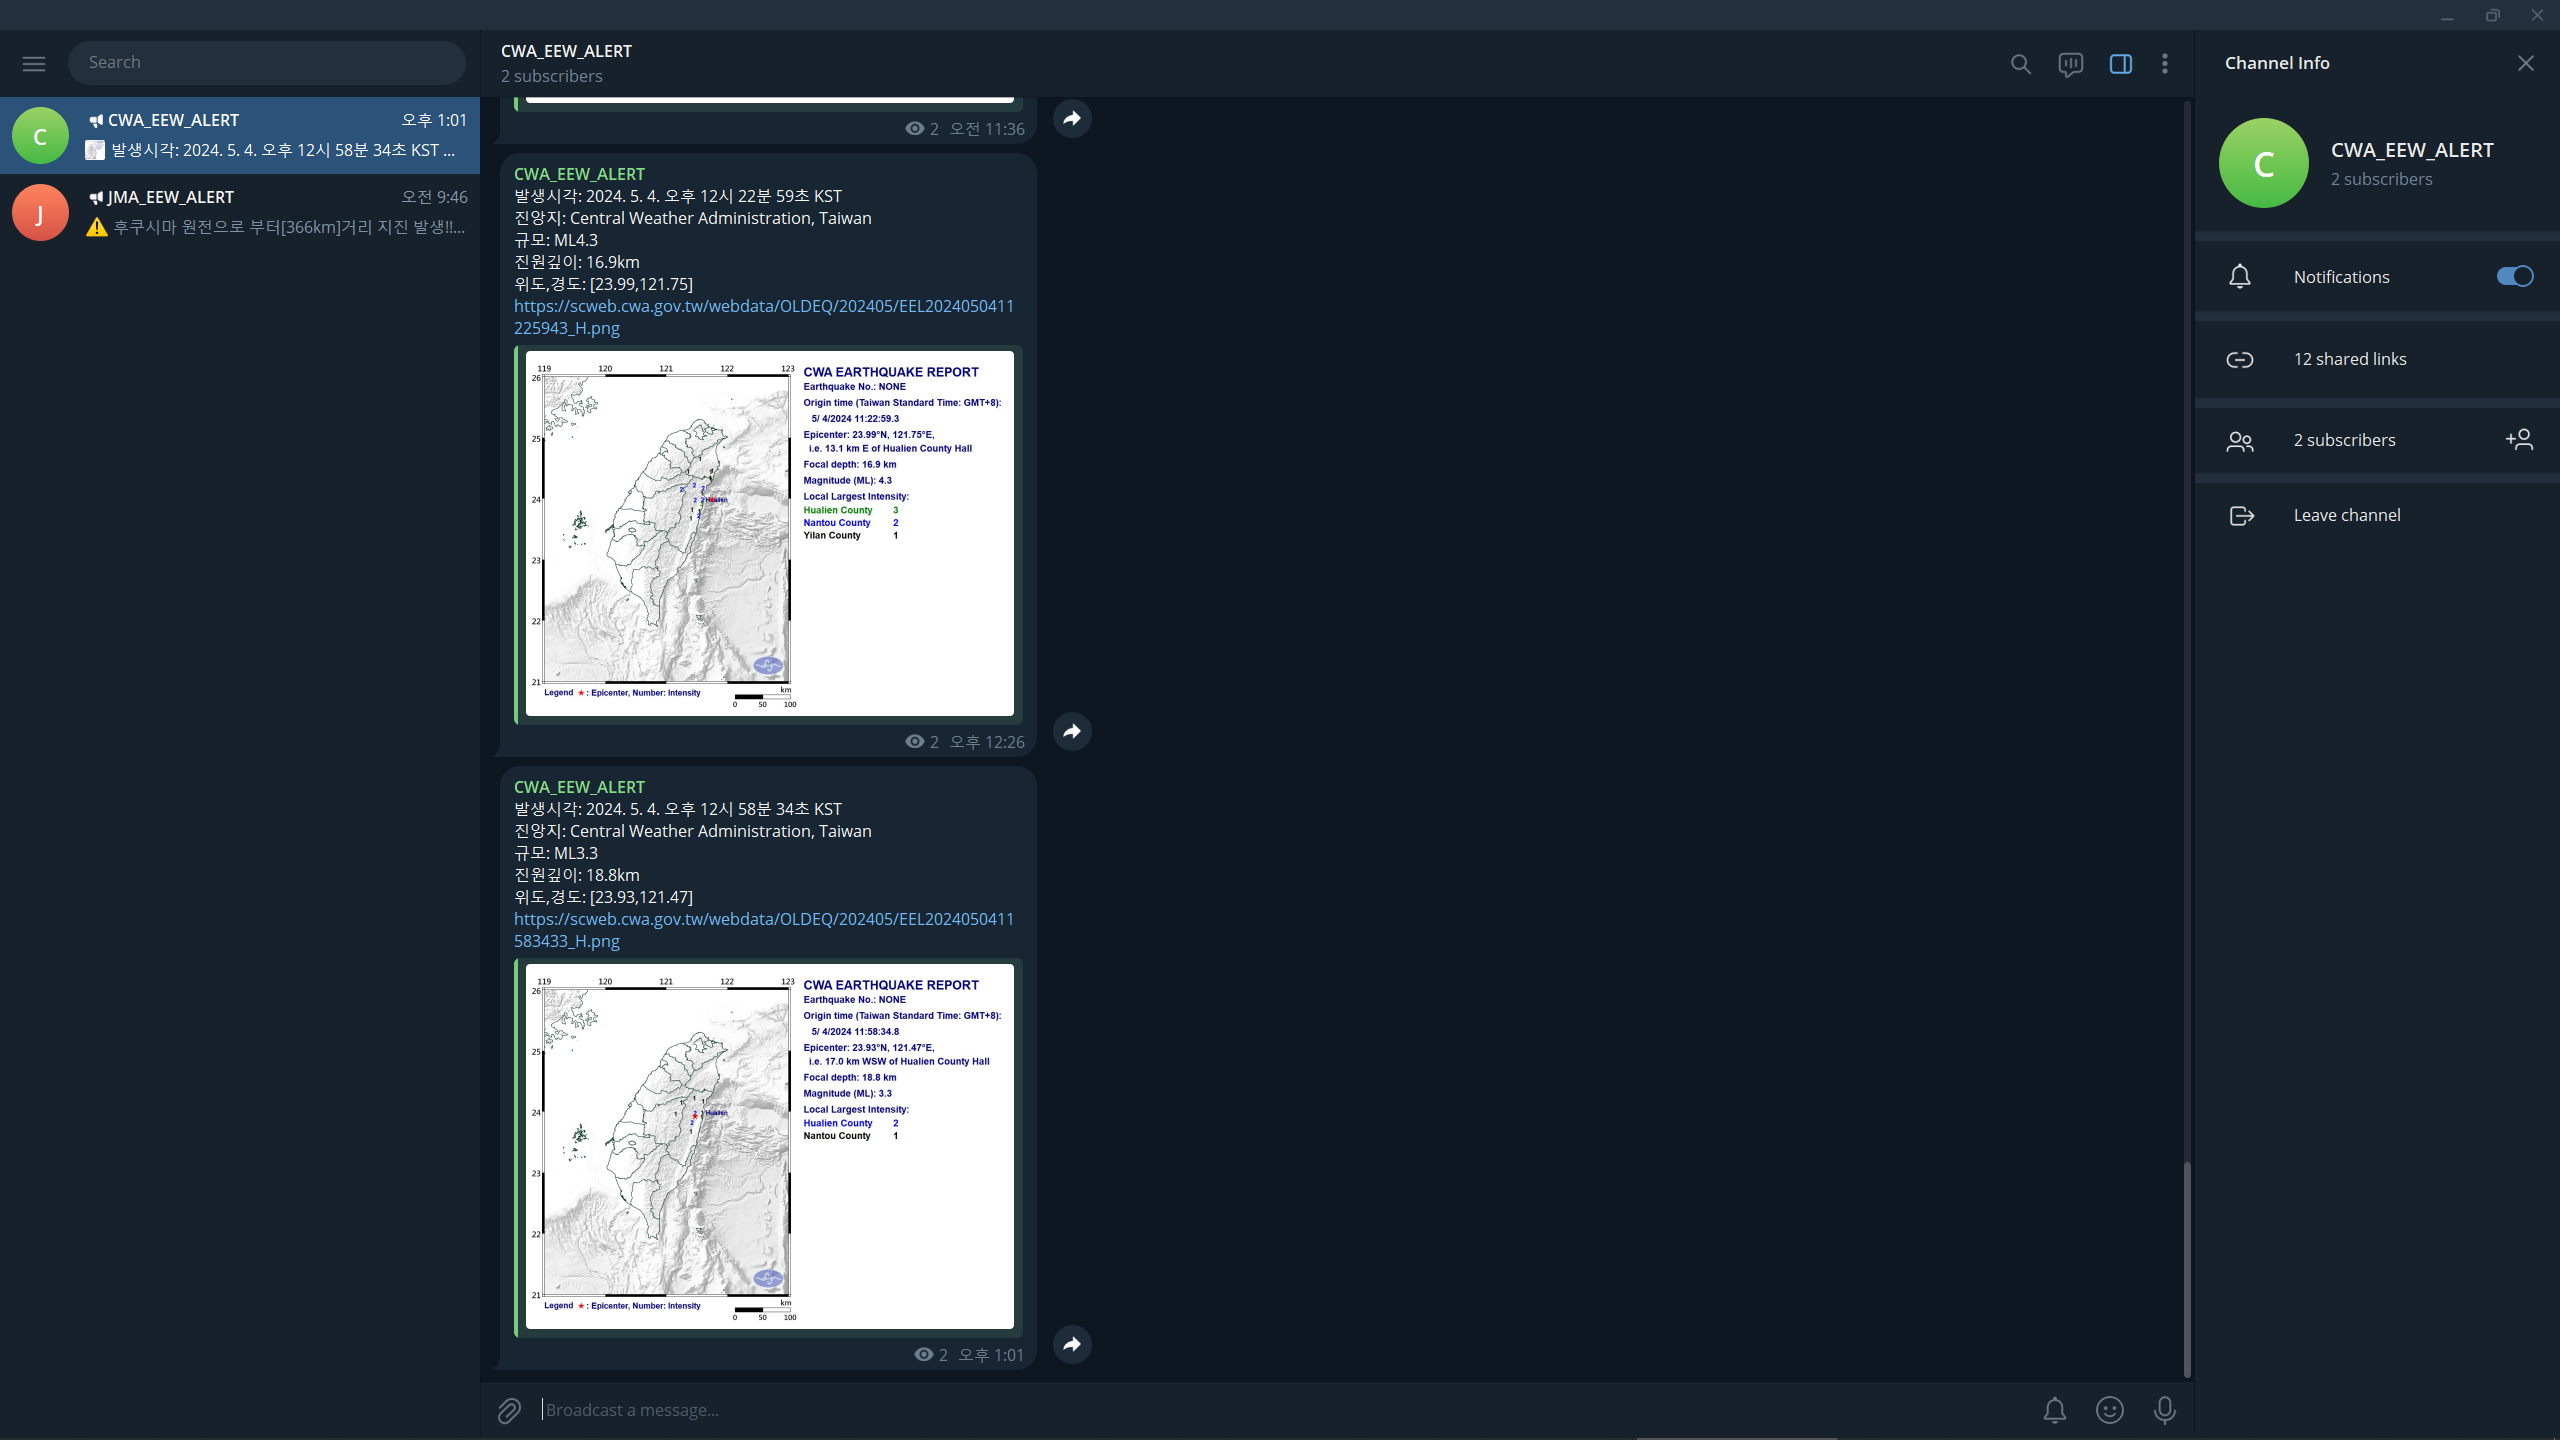 Search
CWA_EEW_ALERT 오후 1:01
발생시각: 2024. 5. 4. 오후 12시 58분 34초 KST ...
JMA_EEW_ALERT 오전 9:46
후쿠시마 원전으로 부터[366km]거리 지진 발생!!...
CWA_EEW_ALERT
2 subscribers
2 오전 11:36
CWA_EEW_ALERT
발생시각: 2024. 5. 4. 오후 12시 22분 59초 KST
진앙지: Central Weather Administration, Taiwan
규모: ML4.3
진원깊이: 16.9km
위도,경도: [23.99,121.75]
https://scweb.cwa.gov.tw/webdata/OLDEQ/202405/EEL2024050411
225943_H.png
119 120 121 122 123
26
25
24
23
22
21
Hualien
Legend ★ : Epicenter, Number: Intensity
km
0 50 100
CWA EARTHQUAKE REPORT
Earthquake No.: NONE
Origin time (Taiwan Standard Time: GMT+8):
5/ 4/2024 11:22:59.3
Epicenter: 23.99°N, 121.75°E,
i.e. 13.1 km E of Hualien County Hall
Focal depth: 16.9 km
Magnitude (ML): 4.3
Local Largest Intensity:
Hualien County 3
Nantou County 2
Yilan County 1
2 오후 12:26
CWA_EEW_ALERT
발생시각: 2024. 5. 4. 오후 12시 58분 34초 KST
진앙지: Central Weather Administration, Taiwan
규모: ML3.3
진원깊이: 18.8km
위도,경도: [23.93,121.47]
https://scweb.cwa.gov.tw/webdata/OLDEQ/202405/EEL2024050411
583433_H.png
119 120 121 122 123
26
25
24
23
22
21
Hualien
Legend ★ : Epicenter, Number: Intensity
km
0 50 100
CWA EARTHQUAKE REPORT
Earthquake No.: NONE
Origin time (Taiwan Standard Time: GMT+8):
5/ 4/2024 11:58:34.8
Epicenter: 23.93°N, 121.47°E,
i.e. 17.0 km WSW of Hualien County Hall
Focal depth: 18.8 km
Magnitude (ML): 3.3
Local Largest Intensity:
Hualien County 2
Nantou County 1
2 오후 1:01
Broadcast a message...
Channel Info
C
CWA_EEW_ALERT
2 subscribers
Notifications
12 shared links
2 subscribers
Leave channel
C
J